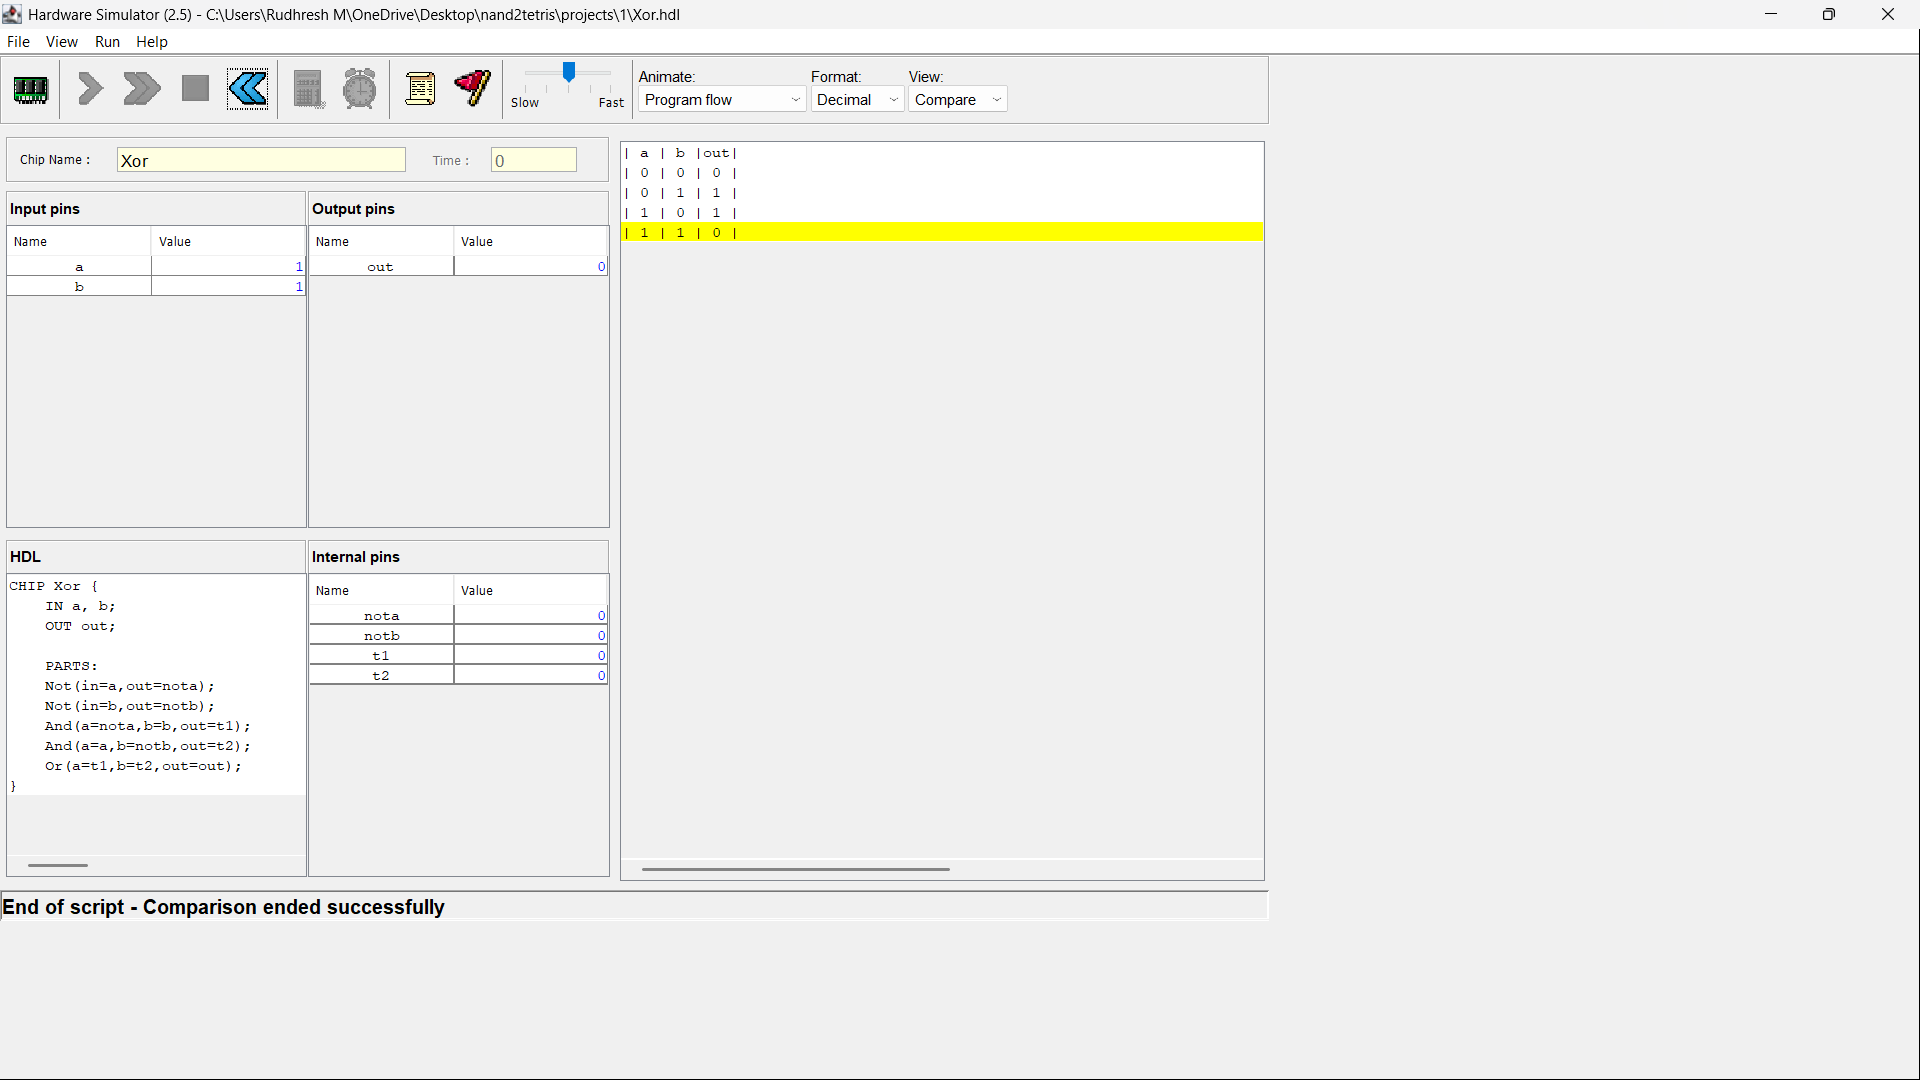 Hardware Simulator (2.5) - C:\Users\Rudhresh M\OneDrive\Desktop\nand2tetris\projects\1\Xor.hdl
File View Run Help
Animate: Format: View:
Slow Fast Program flow Decimal Compare
Chip Name : Xor Time : 0
Input pins
Name Value
a 1
b 1
Output pins
Name Value
out 0
| a | b |out|
| 0 | 0 | 0 |
| 0 | 1 | 1 |
| 1 | 0 | 1 |
| 1 | 1 | 0 |
HDL
CHIP Xor {
    IN a, b;
    OUT out;
    PARTS:
    Not(in=a,out=nota);
    Not(in=b,out=notb);
    And(a=nota,b=b,out=t1);
    And(a=a,b=notb,out=t2);
    Or(a=t1,b=t2,out=out);
}
Internal pins
Name Value
nota 0
notb 0
t1 0
t2 0
End of script - Comparison ended successfully